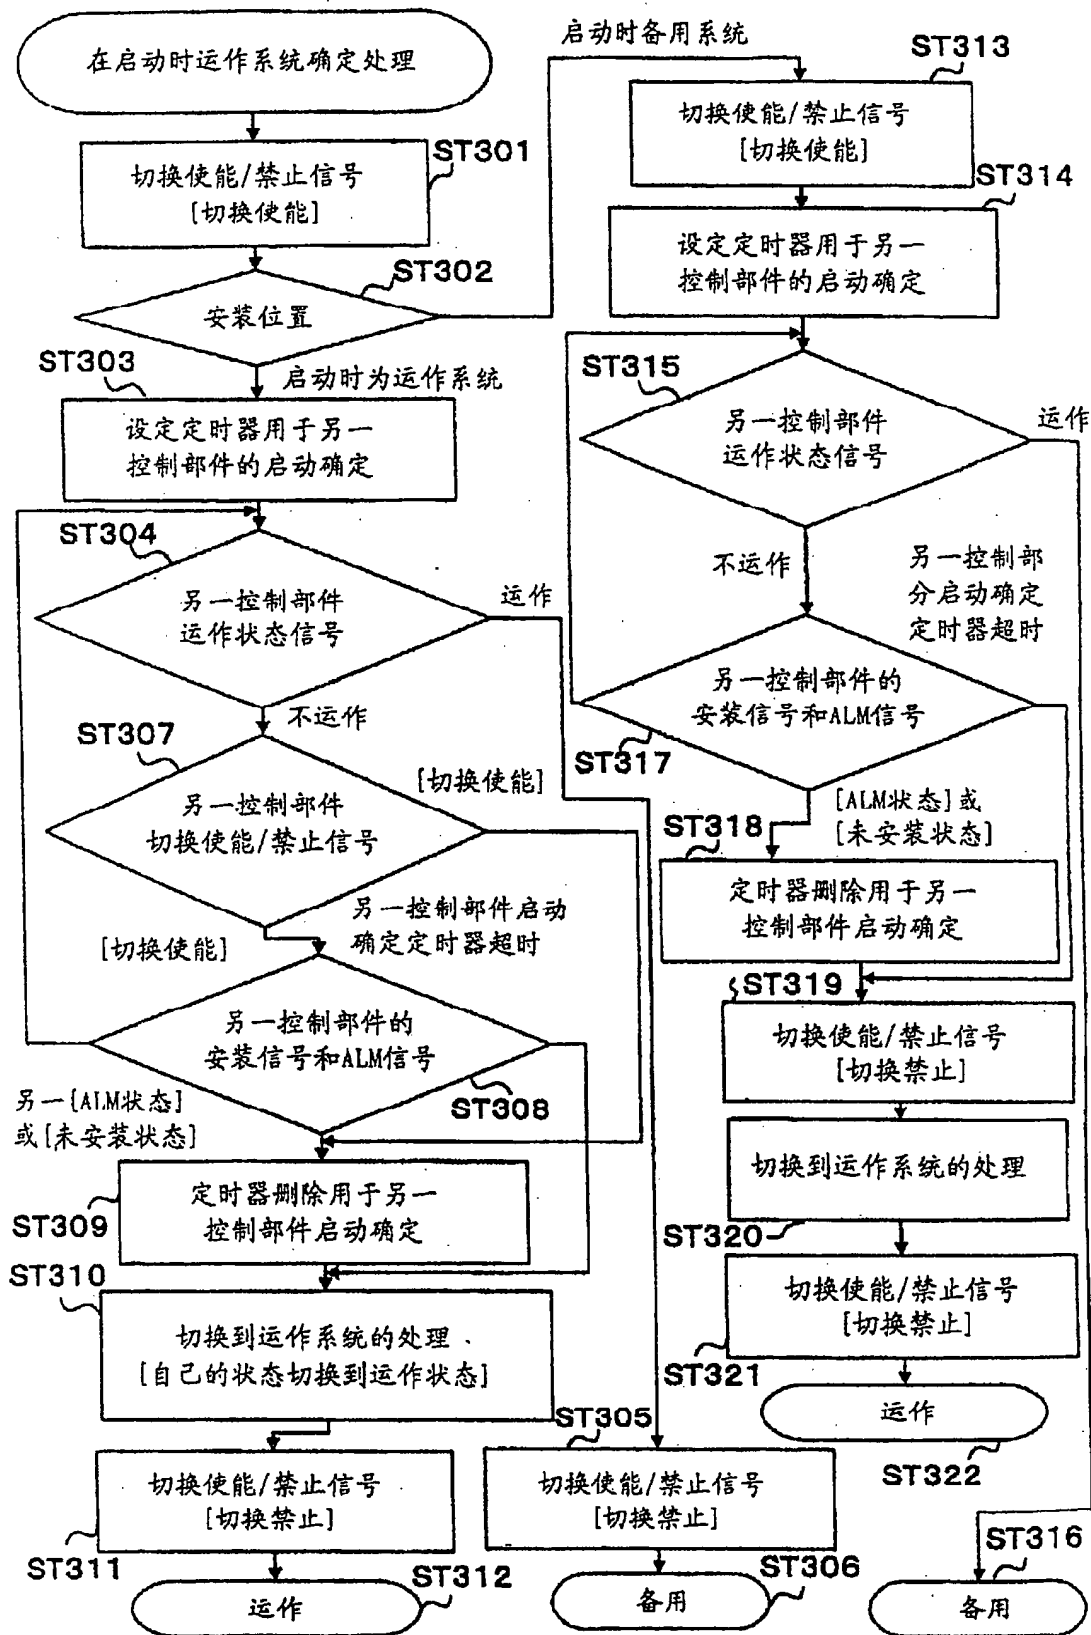 在启动时运作系统确定处理
ST301
切换使能/禁止信号
[切换使能]
ST302
安装位置
启动时备用系统
ST303
启动时为运作系统
设定定时器用于另一
控制部件的启动确定
ST304
另一控制部件
运作状态信号
运作
不运作
ST307
[切换使能]
另一控制部件
切换使能/禁止信号
[切换使能]
另一控制部件启动
确定定时器超时
另一控制部件的
安装信号和ALM信号
ST308
另一[ALM状态]
或[未安装状态]
定时器删除用于另一
控制部件启动确定
ST309
ST310
切换到运作系统的处理
[自己的状态切换到运作状态]
切换使能/禁止信号
[切换禁止]
ST311
运作
ST312
ST305
切换使能/禁止信号
[切换禁止]
备用
ST306
ST313
切换使能/禁止信号
[切换使能]
ST314
设定定时器用于另一
控制部件的启动确定
ST315
另一控制部件
运作状态信号
运作
不运作
另一控制部
分启动确定
定时器超时
另一控制部件的
安装信号和ALM信号
ST317
[ALM状态]或
[未安装状态]
ST318
定时器删除用于另一
控制部件启动确定
ST319
切换使能/禁止信号
[切换禁止]
切换到运作系统的处理
ST320
切换使能/禁止信号
[切换禁止]
ST321
运作
ST322
ST316
备用